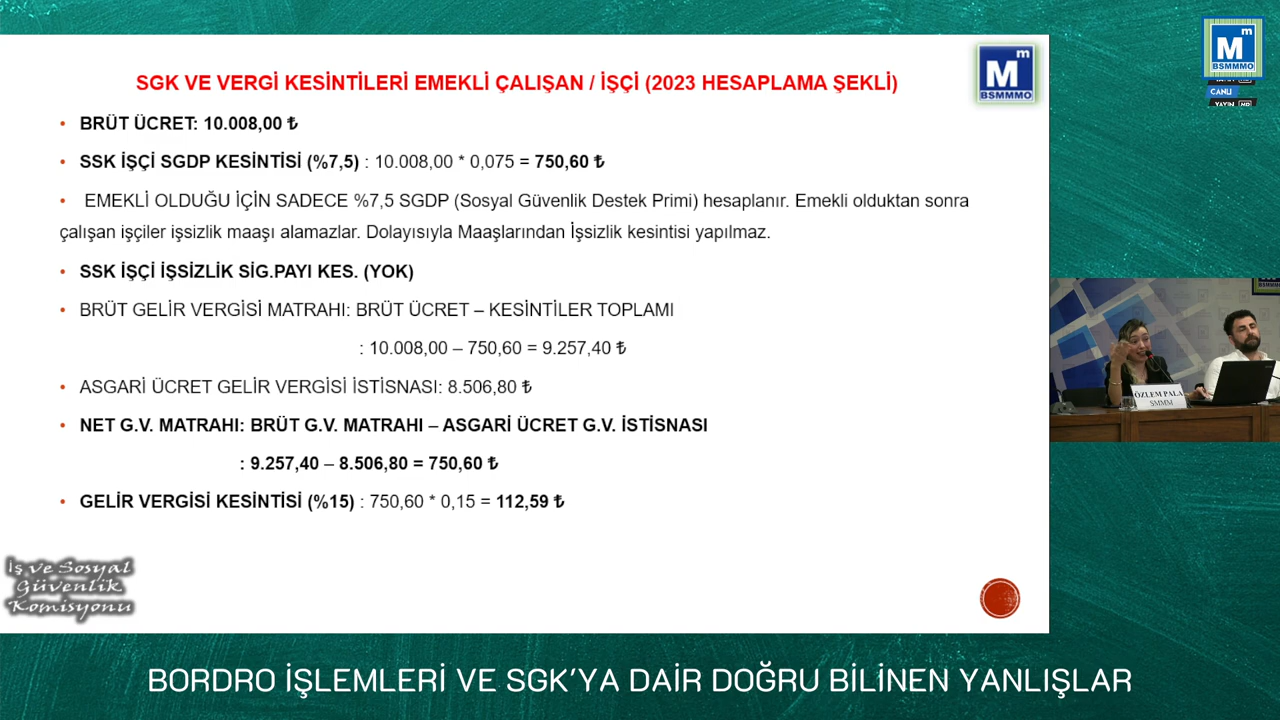 SGK VE VERGİ KESİNTİLERİ EMEKLİ ÇALIŞAN / İŞÇİ (2023 HESAPLAMA ŞEKLİ)
• BRÜT ÜCRET: 10.008,00 ₺
• SSK İŞÇİ SGDP KESİNTİSİ (%7,5) : 10.008,00 * 0,075 = 750,60 ₺
• EMEKLİ OLDUĞU İÇİN SADECE %7,5 SGDP (Sosyal Güvenlik Destek Primi) hesaplanır. Emekli olduktan sonra
çalışan işçiler işsizlik maaşı alamazlar. Dolayısıyla Maaşlarından İşsizlik kesintisi yapılmaz.
• SSK İŞÇİ İŞSİZLİK SİG.PAYI KES. (YOK)
• BRÜT GELİR VERGİSİ MATRAHI: BRÜT ÜCRET – KESİNTİLER TOPLAMI
: 10.008,00 – 750,60 = 9.257,40 ₺
• ASGARİ ÜCRET GELİR VERGİSİ İSTİSNASI: 8.506,80 ₺
• NET G.V. MATRAHI: BRÜT G.V. MATRAHI – ASGARİ ÜCRET G.V. İSTİSNASI
: 9.257,40 – 8.506,80 = 750,60 ₺
• GELİR VERGİSİ KESİNTİSİ (%15) : 750,60 * 0,15 = 112,59 ₺
Mm
BSMMMO
Mm
BSMMMO
CANLI
YAYIN
BSMMMO
ÖZLEM PALA
SMMM
İş ve Sosyal
Güvenlik
Komisyonu
BORDRO İŞLEMLERİ VE SGK'YA DAİR DOĞRU BİLİNEN YANLIŞLAR